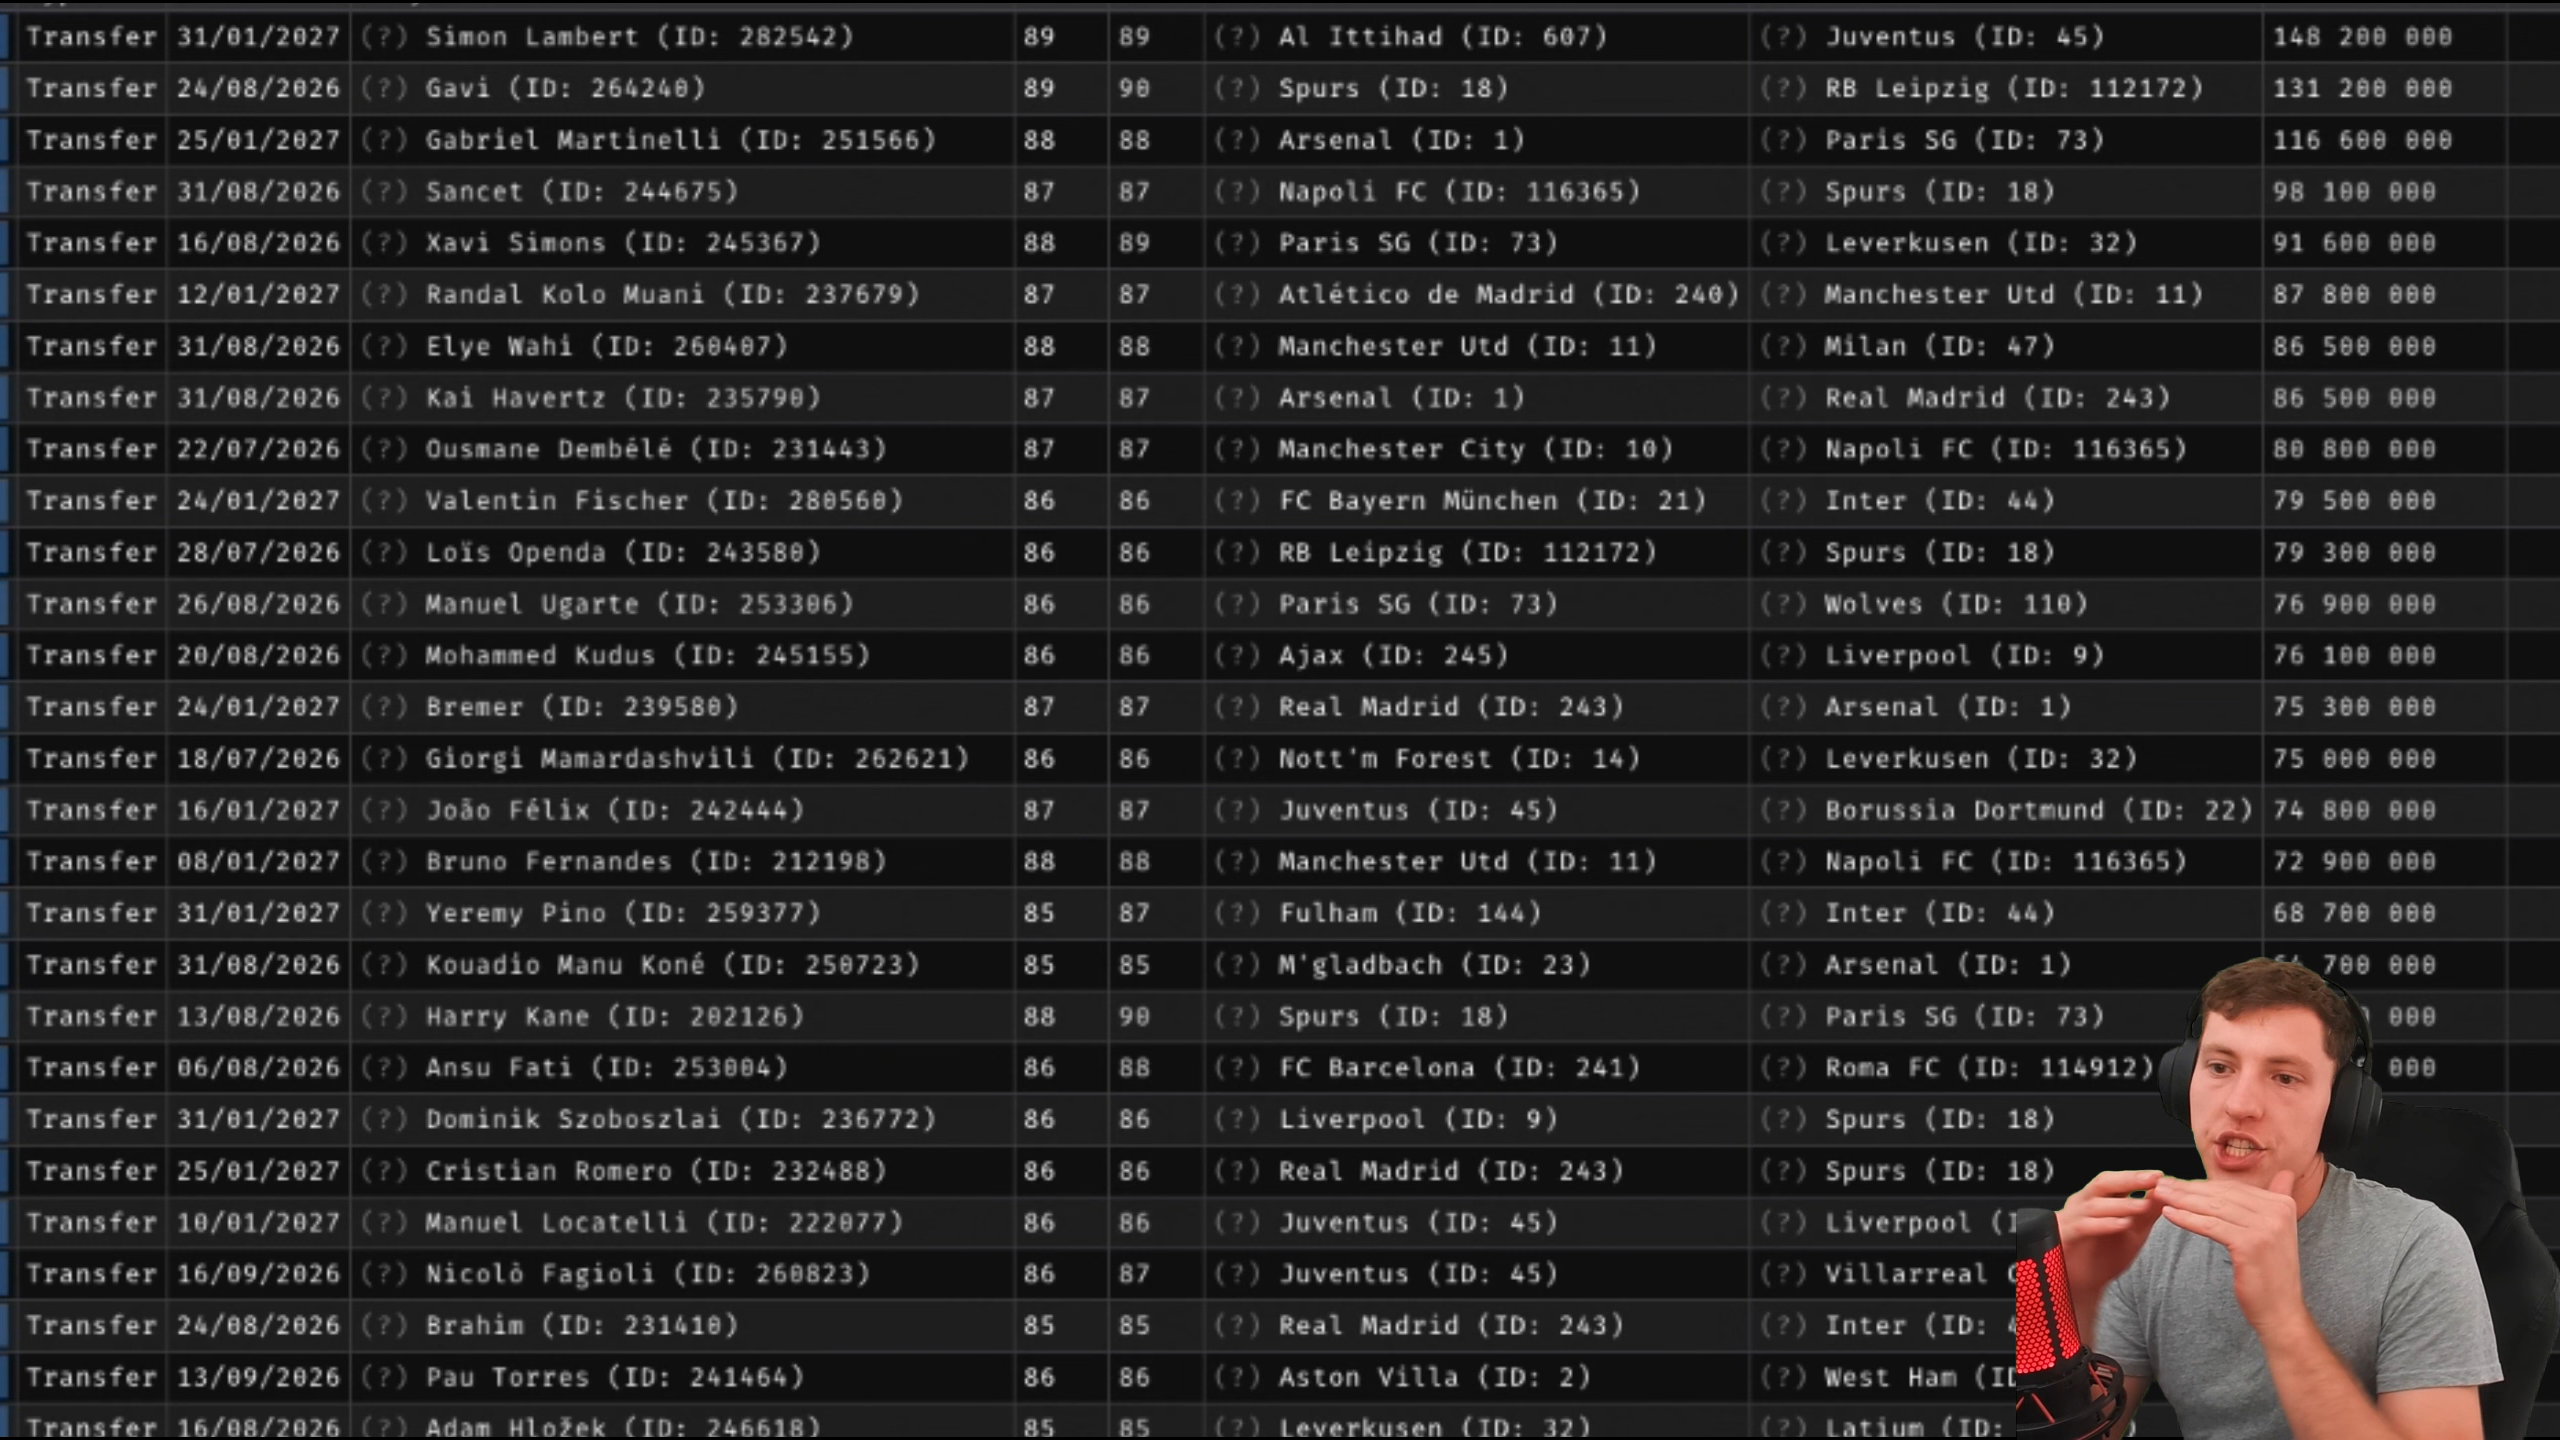 Transfer 31/01/2027 (?) Simon Lambert (ID: 282542) 89 89 (?) Al Ittihad (ID: 607) (?) Juventus (ID: 45) 148 200 000
Transfer 24/08/2026 (?) Gavi (ID: 264240) 89 90 (?) Spurs (ID: 18) (?) RB Leipzig (ID: 112172) 131 200 000
Transfer 25/01/2027 (?) Gabriel Martinelli (ID: 251566) 88 88 (?) Arsenal (ID: 1) (?) Paris SG (ID: 73) 116 600 000
Transfer 31/08/2026 (?) Sancet (ID: 244675) 87 87 (?) Napoli FC (ID: 116365) (?) Spurs (ID: 18) 98 100 000
Transfer 16/08/2026 (?) Xavi Simons (ID: 245367) 88 89 (?) Paris SG (ID: 73) (?) Leverkusen (ID: 32) 91 600 000
Transfer 12/01/2027 (?) Randal Kolo Muani (ID: 237679) 87 87 (?) Atlético de Madrid (ID: 240) (?) Manchester Utd (ID: 11) 87 800 000
Transfer 31/08/2026 (?) Elye Wahi (ID: 260407) 88 88 (?) Manchester Utd (ID: 11) (?) Milan (ID: 47) 86 500 000
Transfer 31/08/2026 (?) Kai Havertz (ID: 235790) 87 87 (?) Arsenal (ID: 1) (?) Real Madrid (ID: 243) 86 500 000
Transfer 22/07/2026 (?) Ousmane Dembélé (ID: 231443) 87 87 (?) Manchester City (ID: 10) (?) Napoli FC (ID: 116365) 80 800 000
Transfer 24/01/2027 (?) Valentin Fischer (ID: 280560) 86 86 (?) FC Bayern München (ID: 21) (?) Inter (ID: 44) 79 500 000
Transfer 28/07/2026 (?) Loïs Openda (ID: 243580) 86 86 (?) RB Leipzig (ID: 112172) (?) Spurs (ID: 18) 79 300 000
Transfer 26/08/2026 (?) Manuel Ugarte (ID: 253306) 86 86 (?) Paris SG (ID: 73) (?) Wolves (ID: 110) 76 900 000
Transfer 20/08/2026 (?) Mohammed Kudus (ID: 245155) 86 86 (?) Ajax (ID: 245) (?) Liverpool (ID: 9) 76 100 000
Transfer 24/01/2027 (?) Bremer (ID: 239580) 87 87 (?) Real Madrid (ID: 243) (?) Arsenal (ID: 1) 75 300 000
Transfer 18/07/2026 (?) Giorgi Mamardashvili (ID: 262621) 86 86 (?) Nott'm Forest (ID: 14) (?) Leverkusen (ID: 32) 75 000 000
Transfer 16/01/2027 (?) João Félix (ID: 242444) 87 87 (?) Juventus (ID: 45) (?) Borussia Dortmund (ID: 22) 74 800 000
Transfer 08/01/2027 (?) Bruno Fernandes (ID: 212198) 88 88 (?) Manchester Utd (ID: 11) (?) Napoli FC (ID: 116365) 72 900 000
Transfer 31/01/2027 (?) Yeremy Pino (ID: 259377) 85 87 (?) Fulham (ID: 144) (?) Inter (ID: 44) 68 700 000
Transfer 31/08/2026 (?) Kouadio Manu Koné (ID: 250723) 85 85 (?) M'gladbach (ID: 23) (?) Arsenal (ID: 1) 700 000
Transfer 13/08/2026 (?) Harry Kane (ID: 202126) 88 90 (?) Spurs (ID: 18) (?) Paris SG (ID: 73) 000
Transfer 06/08/2026 (?) Ansu Fati (ID: 253004) 86 88 (?) FC Barcelona (ID: 241) (?) Roma FC (ID: 114912) 000
Transfer 31/01/2027 (?) Dominik Szoboszlai (ID: 236772) 86 86 (?) Liverpool (ID: 9) (?) Spurs (ID: 18)
Transfer 25/01/2027 (?) Cristian Romero (ID: 232488) 86 86 (?) Real Madrid (ID: 243) (?) Spurs (ID: 18)
Transfer 10/01/2027 (?) Manuel Locatelli (ID: 222077) 86 86 (?) Juventus (ID: 45) (?) Liverpool
Transfer 16/09/2026 (?) Nicolò Fagioli (ID: 260823) 86 87 (?) Juventus (ID: 45) (?) Villarreal
Transfer 24/08/2026 (?) Brahim (ID: 231410) 85 85 (?) Real Madrid (ID: 243) (?) Inter (ID:
Transfer 13/09/2026 (?) Pau Torres (ID: 241464) 86 86 (?) Aston Villa (ID: 2) (?) West Ham
Transfer 16/08/2026 (?) Adam Hložek (ID: 246618) 85 85 (?) Leverkusen (ID: 32) (?) Latium (ID: